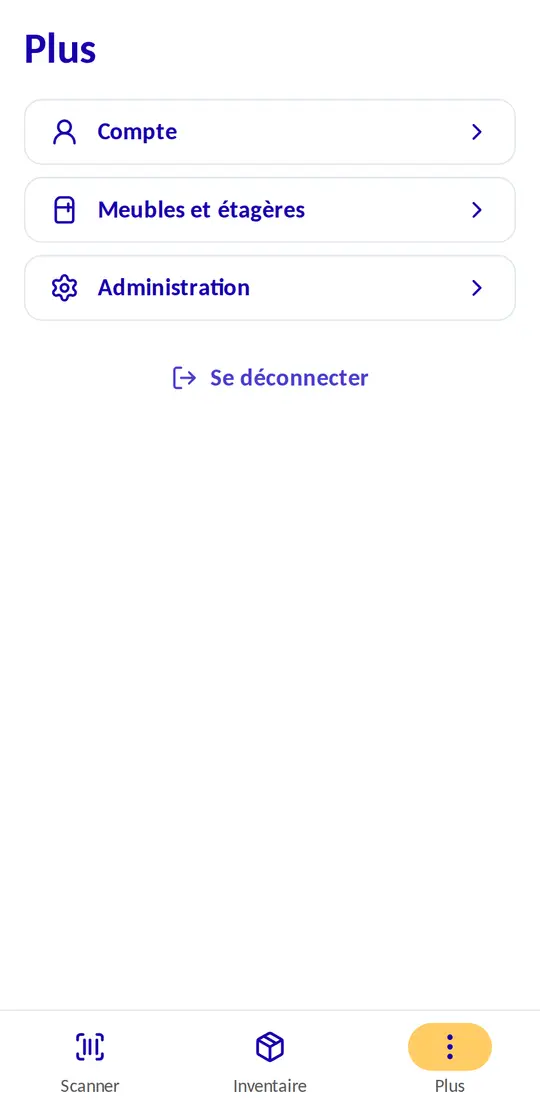 Plus
Compte
Meubles et étagères
Administration
Se déconnecter
Scanner
Inventaire
Plus